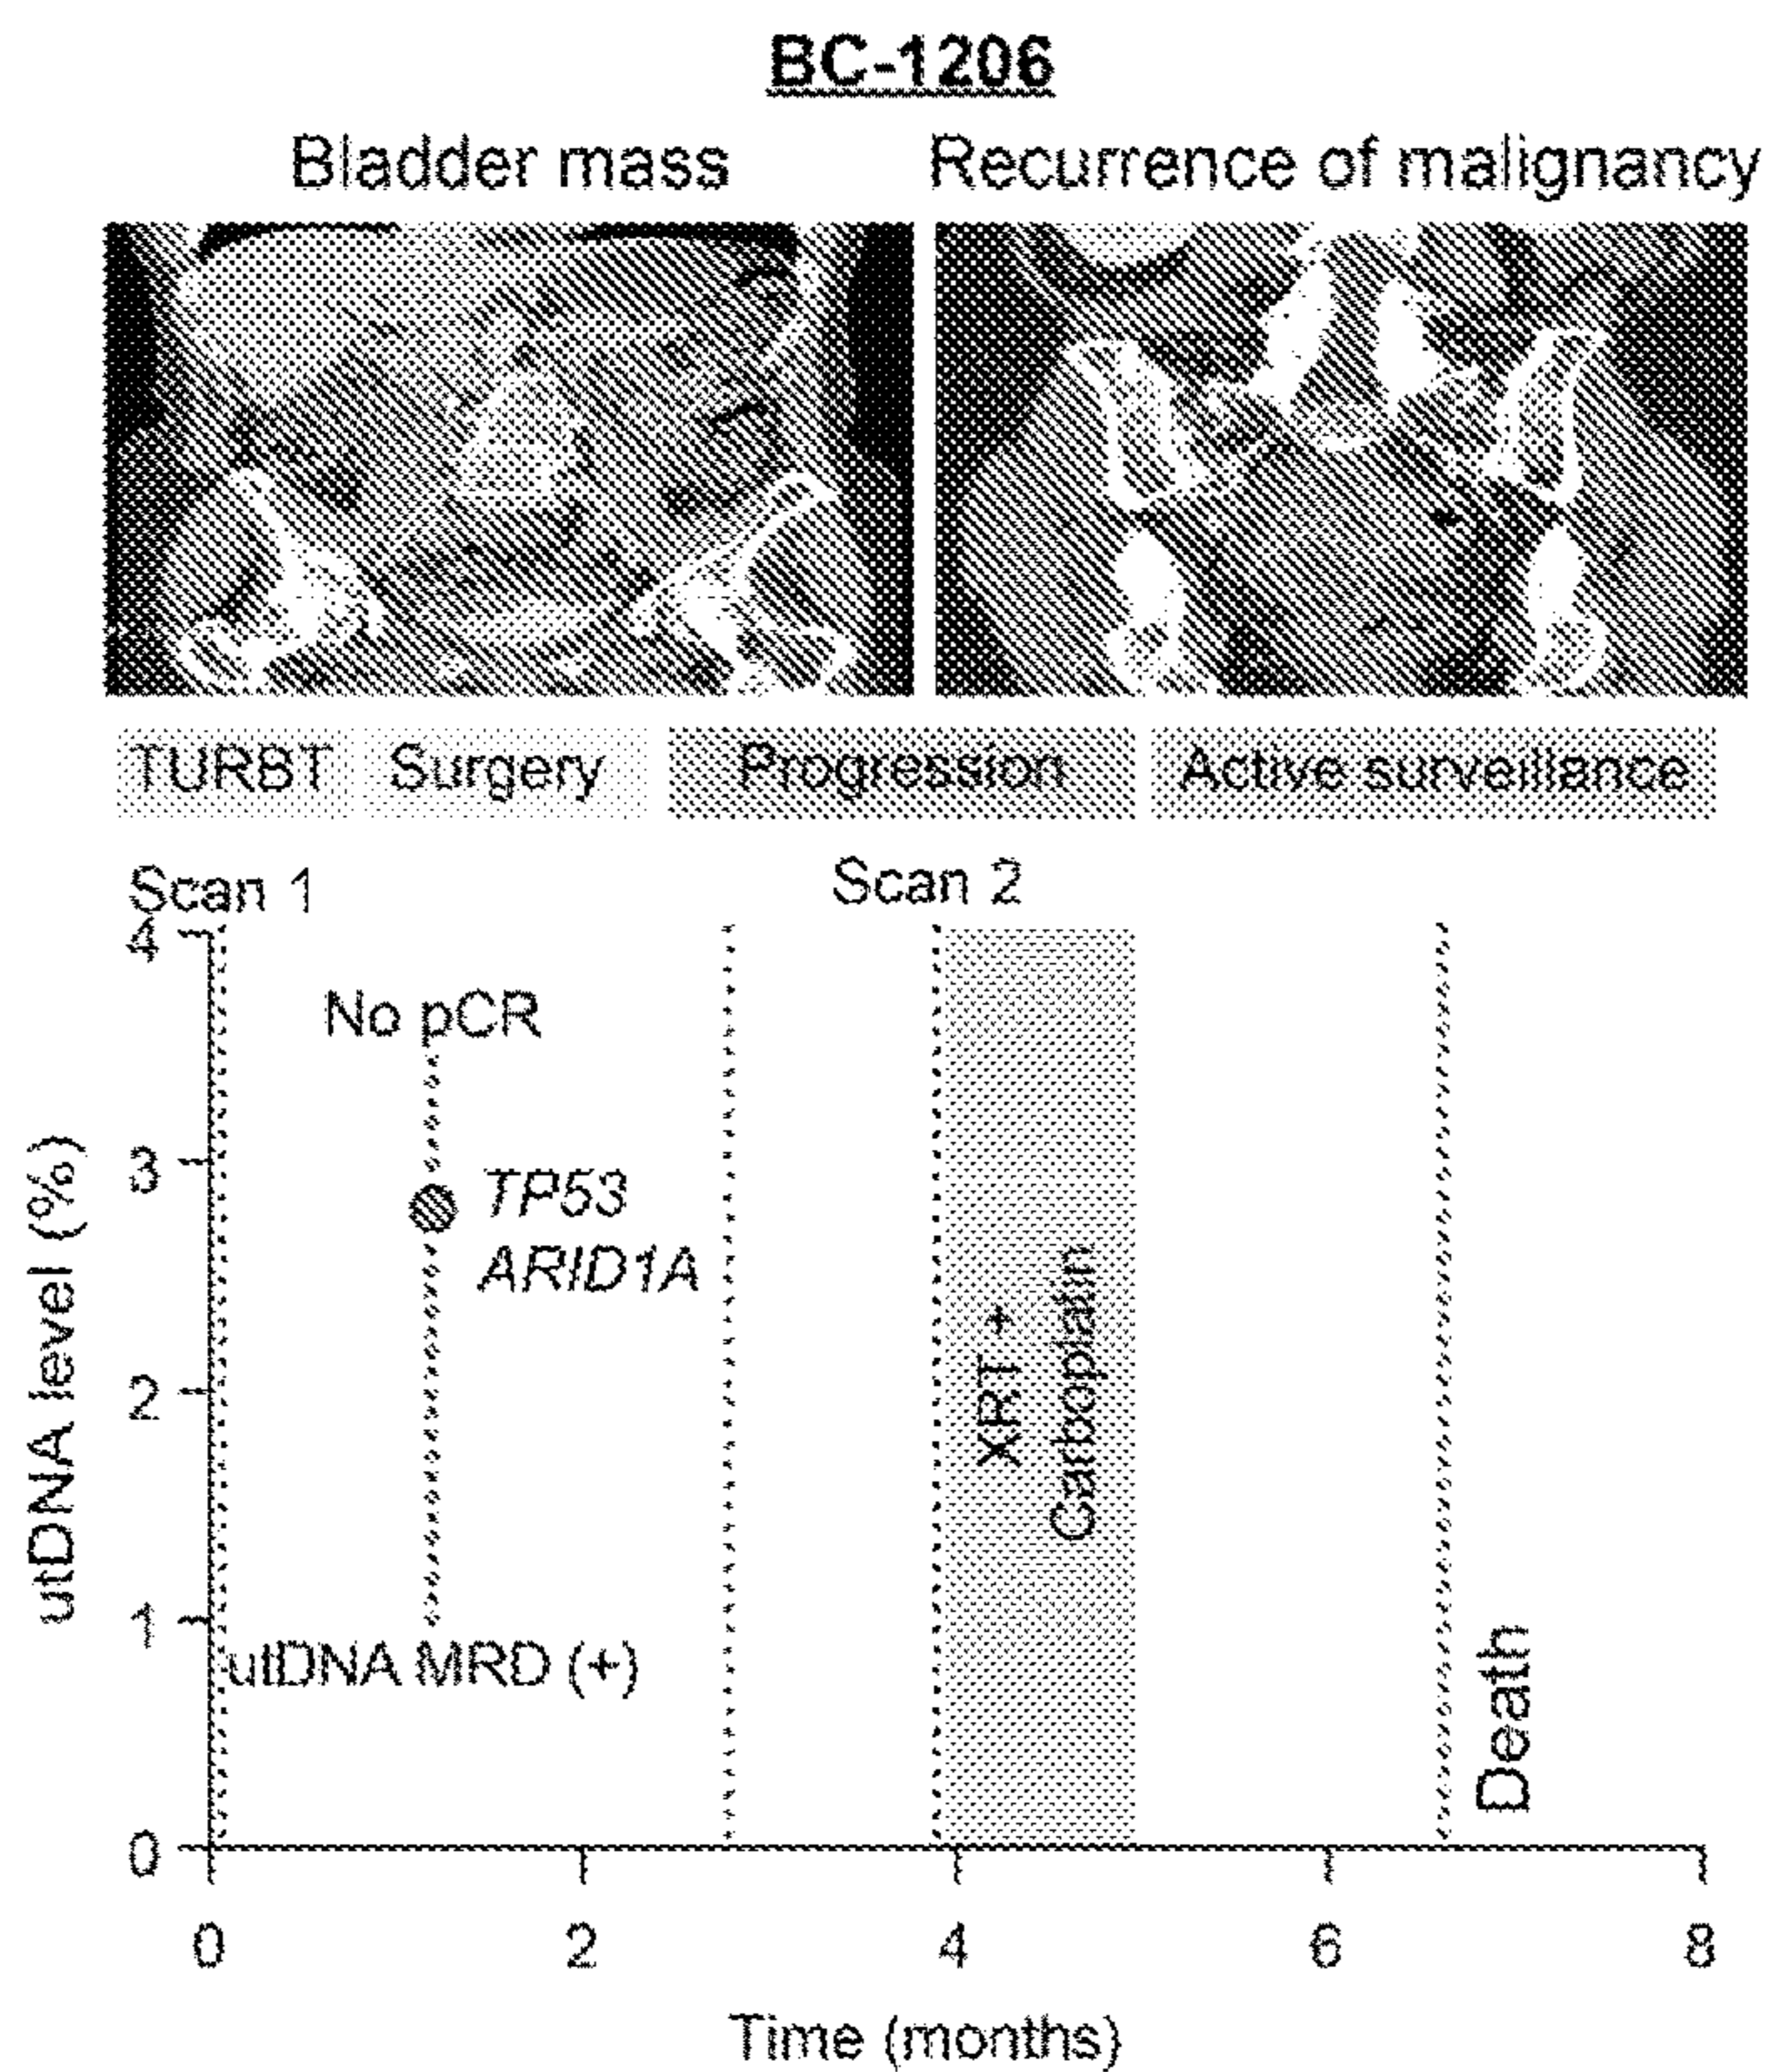 BC-1206
Bladder mass
Recurrence of malignancy
TURBT
Surgery
Progression
Active surveillance
Scan 1
Scan 2
4
No pCR
3
TP53
ARID1A
2
XRT +
Carboplatin
1
utDNA MRD (+)
Death
0
utDNA level (%)
0
2
4
6
8
Time (months)